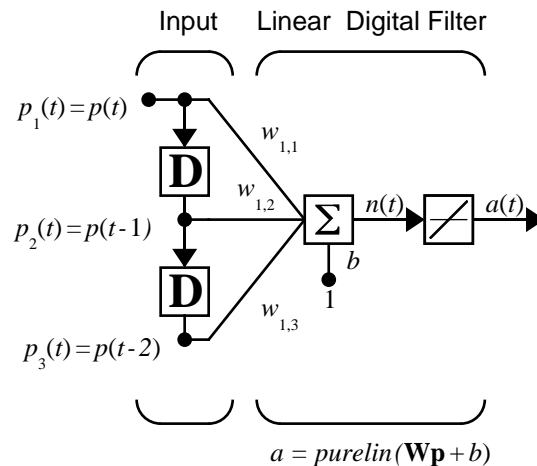 Input Linear Digital Filter
p1(t) = p(t)
w1,1
D
w1,2 n(t) a(t)
p2(t) = p(t-1)
Σ
b
D
1
w1,3
p3(t) = p(t-2)
a = purelin(Wp + b)